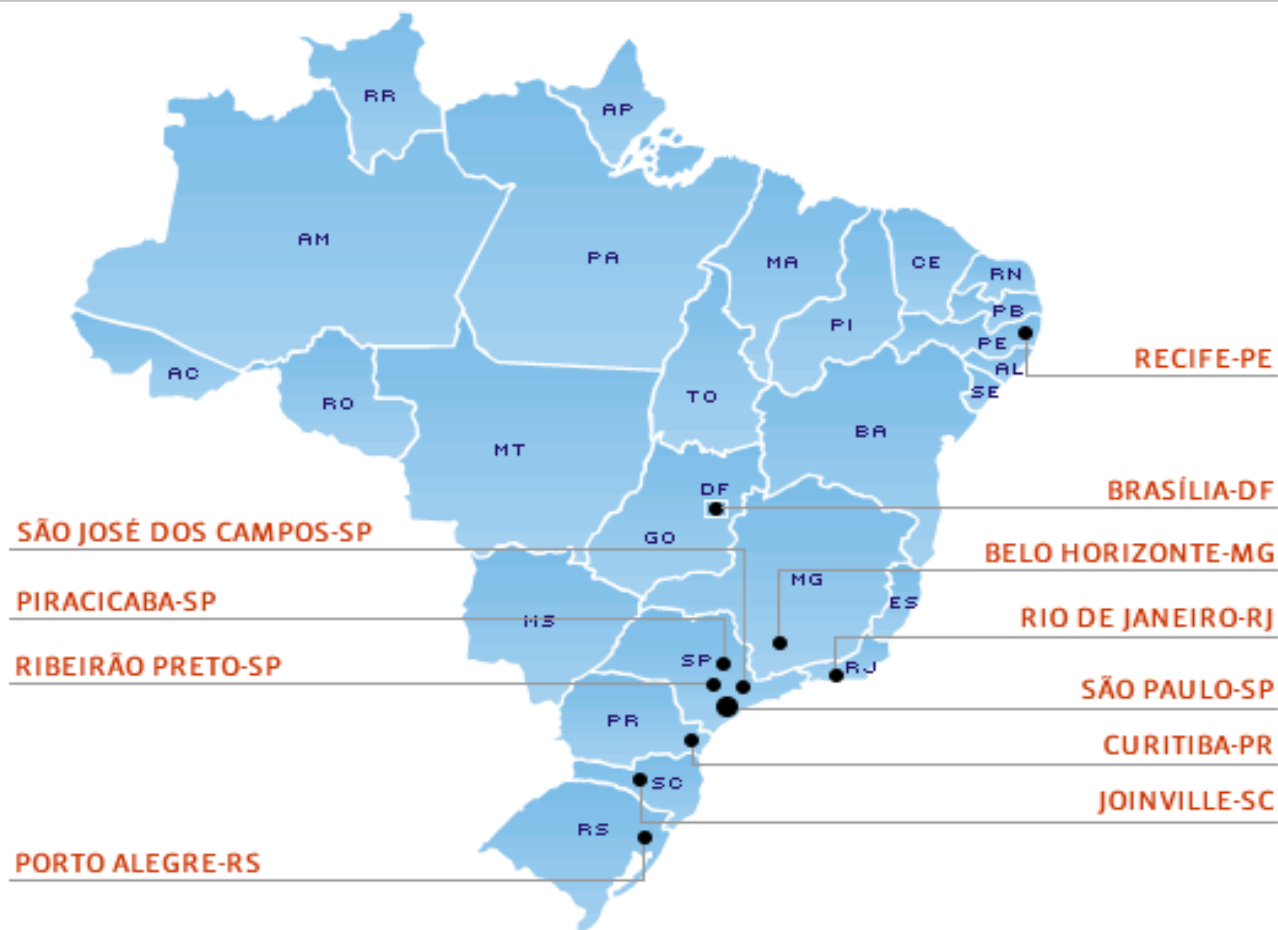 RR
AP
AM
PA
MA
CE
RN
PB
PI
PE
RECIFE-PE
AL
AC
SE
TO
RO
BA
MT
DF
BRASÍLIA-DF
SÃO JOSÉ DOS CAMPOS-SP
GO
BELO HORIZONTE-MG
MG
PIRACICABA-SP
ES
MS
RIO DE JANEIRO-RJ
RIBEIRÃO PRETO-SP
SP
RJ
SÃO PAULO-SP
PR
CURITIBA-PR
SC
JOINVILLE-SC
RS
PORTO ALEGRE-RS